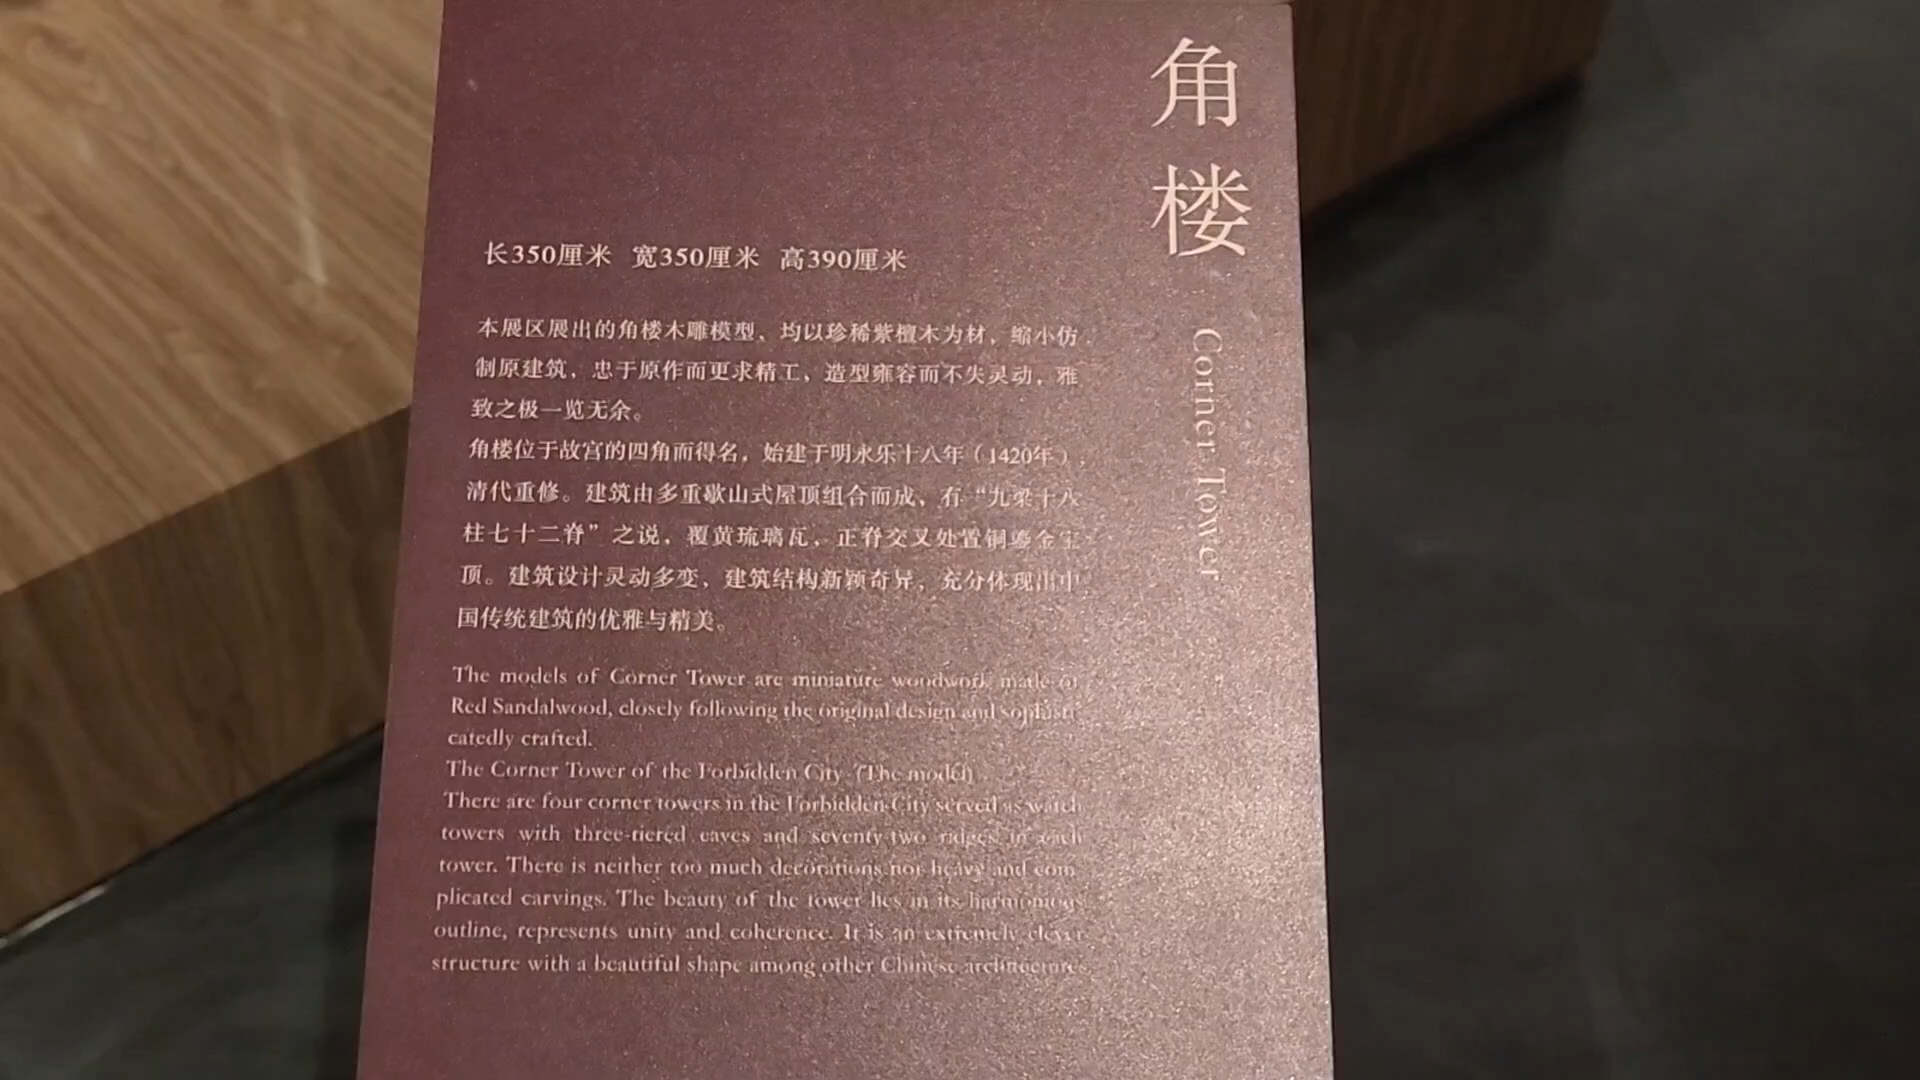 角楼
Corner Tower
长350厘米 宽350厘米 高390厘米
本展区展出的角楼木雕模型、均以珍稀紫檀木为材，缩小仿
制原建筑，忠于原作而更求精工、造型雍容而不失灵动，雅
致之极一览无余。
角楼位于故宫的四角而得名，始建于明永乐十八年（1420年），
清代重修。建筑由多重歇山式屋顶组合而成，有“九梁十八
柱七十二脊”之说，覆黄琉璃瓦，正脊交叉处置铜鎏金宝
顶。建筑设计灵动多变、建筑结构新颖奇异，充分体现出中
国传统建筑的优雅与精美。
The models of Corner Tower are miniature woodwork made of
Red Sandalwood, closely following the original design and sophisti
catedly crafted.
The Corner Tower of the Forbidden City (The model)
There are four corner towers in the Forbidden City served as watch
towers with three-tiered eaves and seventy-two ridges in each
tower. There is neither too much decorations nor heavy and com
plicated carvings. The beauty of the tower lies in its harmonious
outline, represents unity and coherence. It is an extremely clever
structure with a beautiful shape among other Chinese architectures